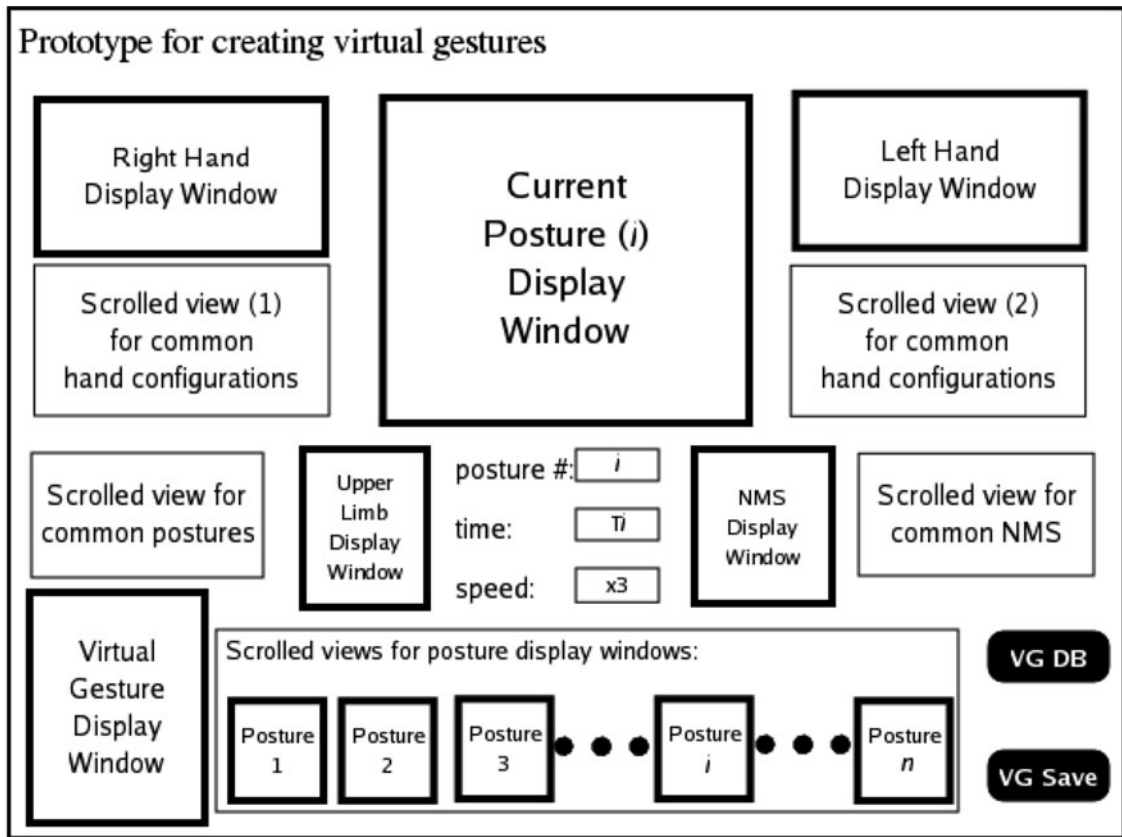 Prototype for creating virtual gestures
Right Hand
Display Window
Current
Posture (i)
Display
Window
Left Hand
Display Window
Scrolled view (1)
for common
hand configurations
Scrolled view (2)
for common
hand configurations
Scrolled view for
common postures
Upper
Limb
Display
Window
posture #: i
time: Ti
speed: x3
NMS
Display
Window
Scrolled view for
common NMS
Virtual
Gesture
Display
Window
Scrolled views for posture display windows:
Posture
1
Posture
2
Posture
3
Posture
i
Posture
n
VG DB
VG Save